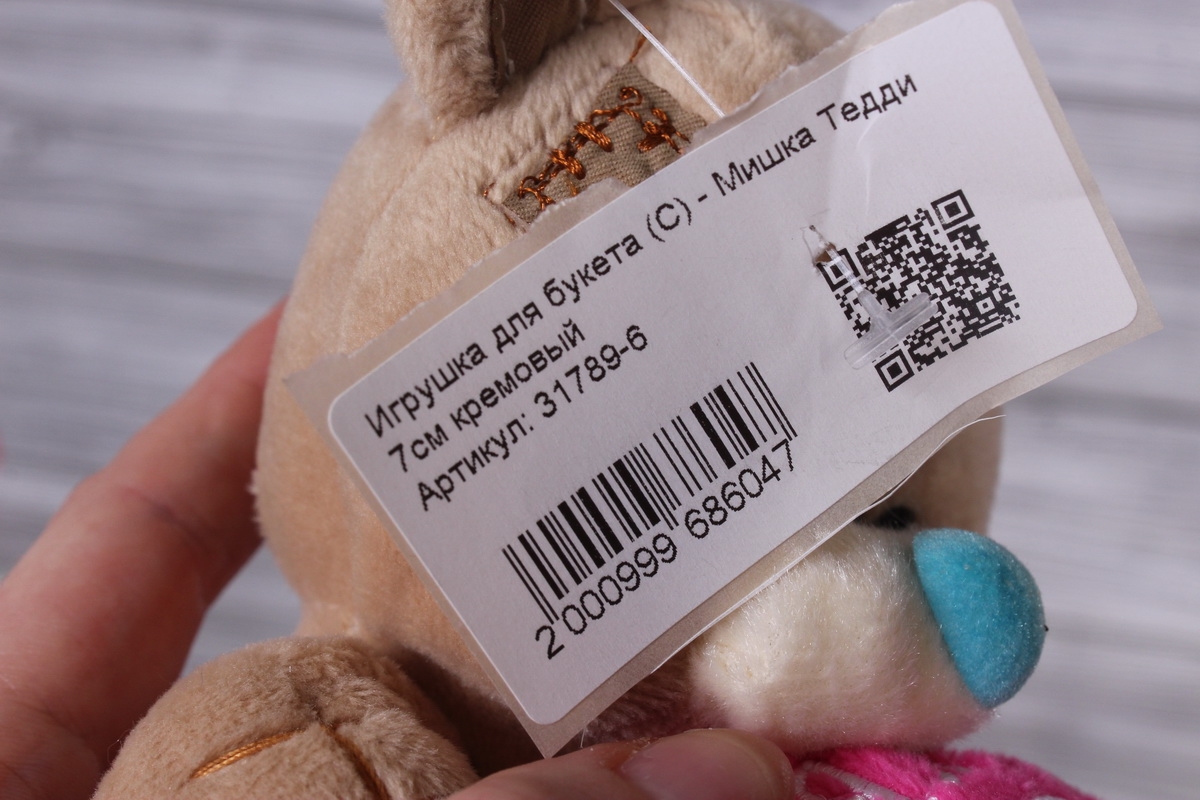 Игрушка для букета (С) - Мишка Тедди
7см кремовый
Артикул: 31789-6
2 000999 686047